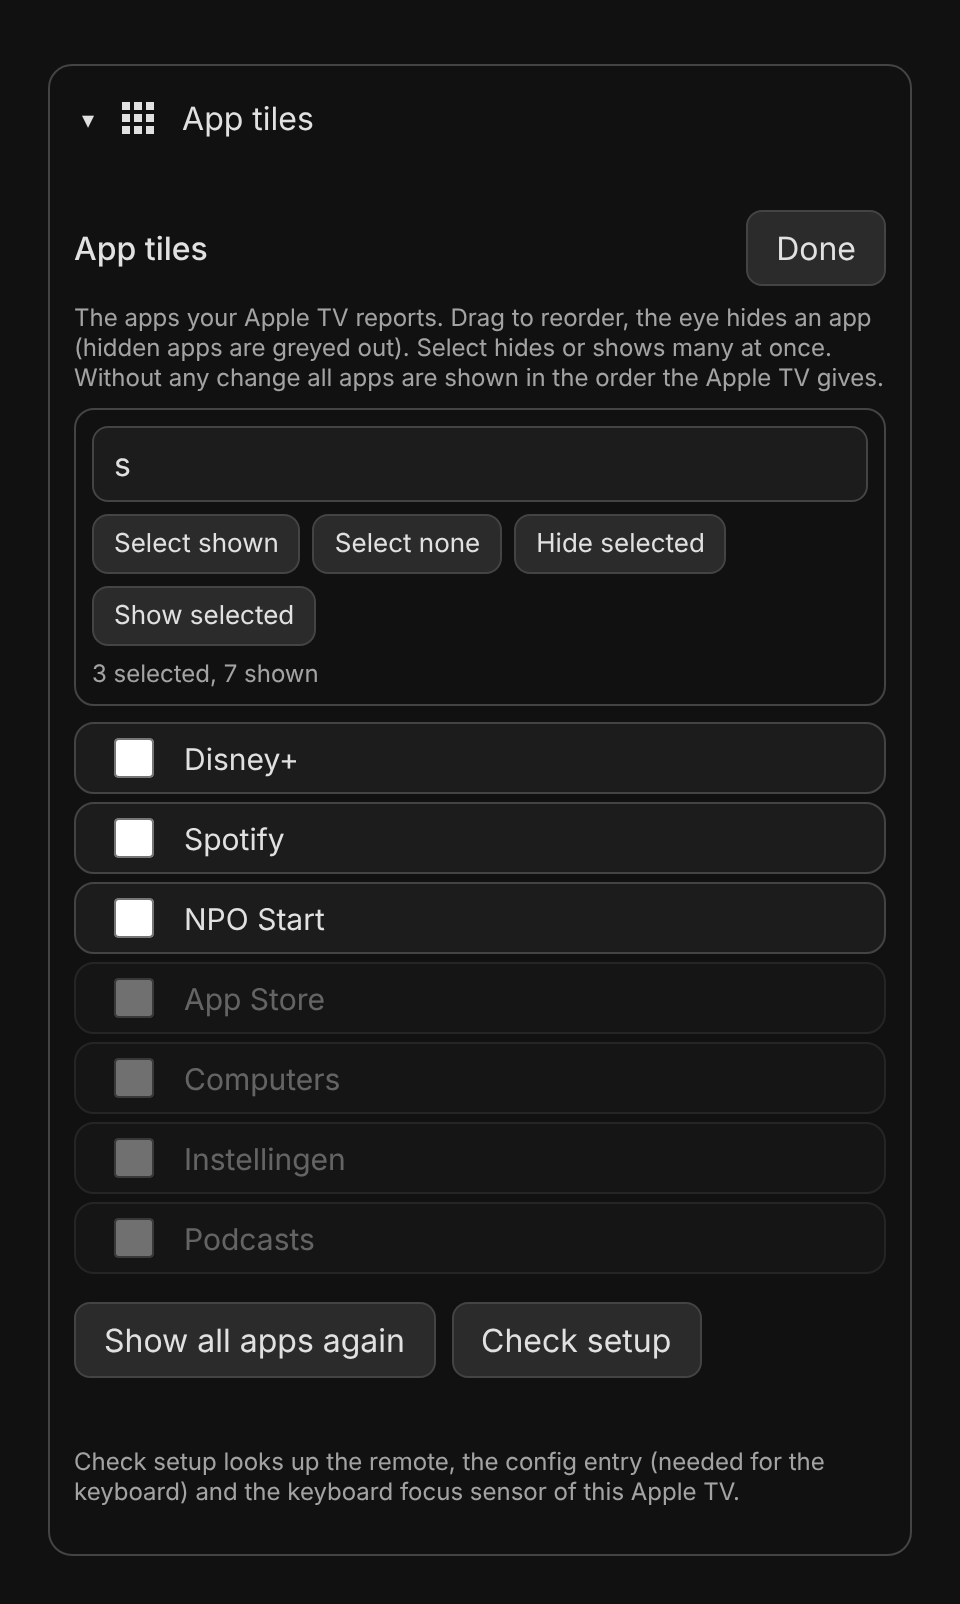 App tiles
App tiles
Done
The apps your Apple TV reports. Drag to reorder, the eye hides an app
(hidden apps are greyed out). Select hides or shows many at once.
Without any change all apps are shown in the order the Apple TV gives.
s
Select shown
Select none
Hide selected
Show selected
3 selected, 7 shown
Disney+
Spotify
NPO Start
App Store
Computers
Instellingen
Podcasts
Show all apps again
Check setup
Check setup looks up the remote, the config entry (needed for the
keyboard) and the keyboard focus sensor of this Apple TV.